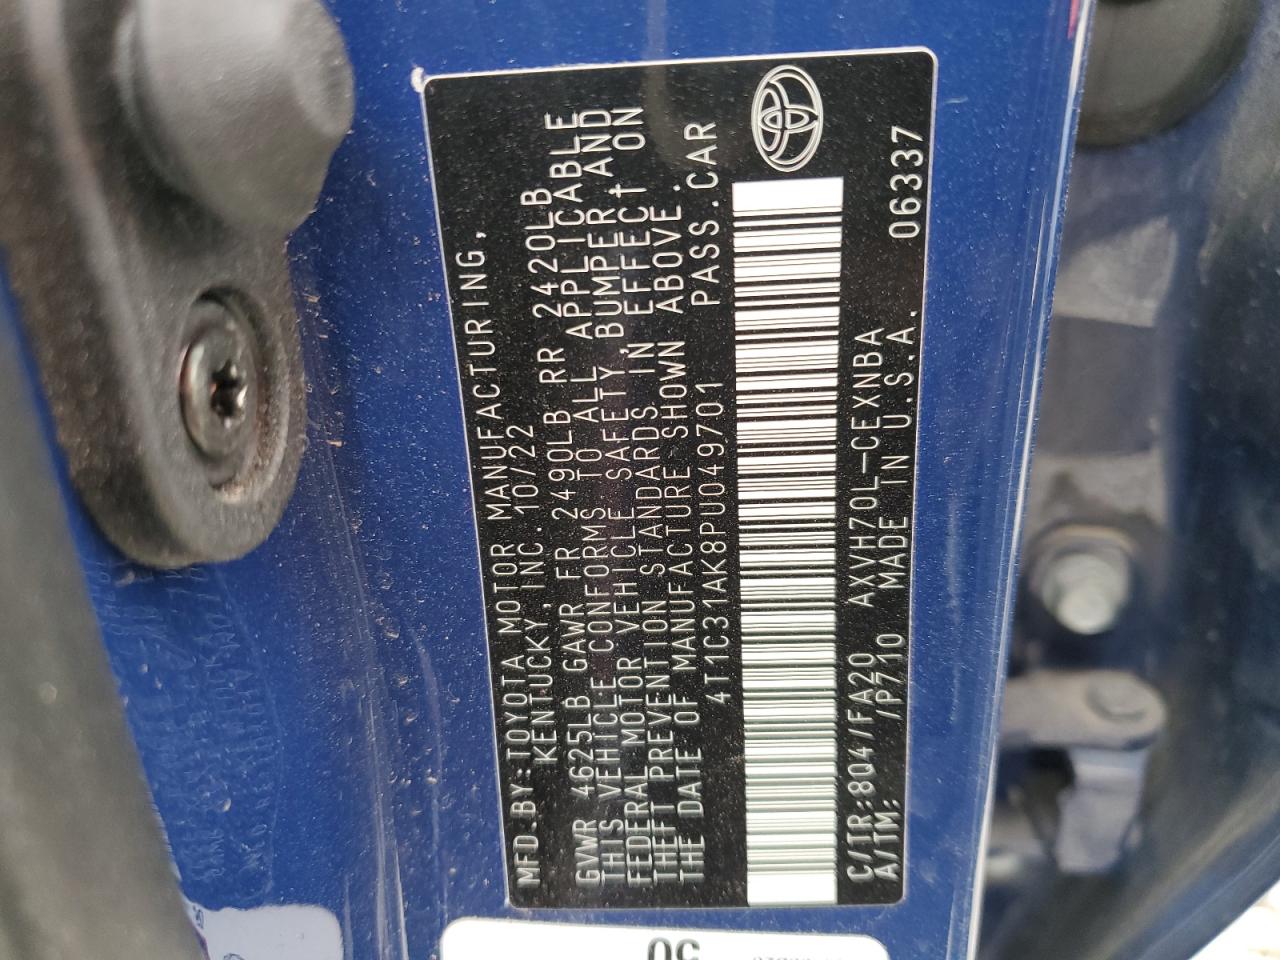 MFD.BY:TOYOTA MOTOR MANUFACTURING,
KENTUCKY, INC. 10/22
GVWR 4625LB GAWR FR 2490LB RR 2420LB
THIS VEHICLE CONFORMS TO ALL APPLICABLE
FEDERAL MOTOR VEHICLE SAFETY,BUMPER,AND
THEFT PREVENTION STANDARDS IN EFFECT ON
THE DATE OF MANUFACTURE SHOWN ABOVE.
4T1C31AK8PU049701 PASS.CAR
C/TR:804/FA20 AXVH70L-CEXNBA 06337
A/TM: /P710 MADE IN U.S.A.